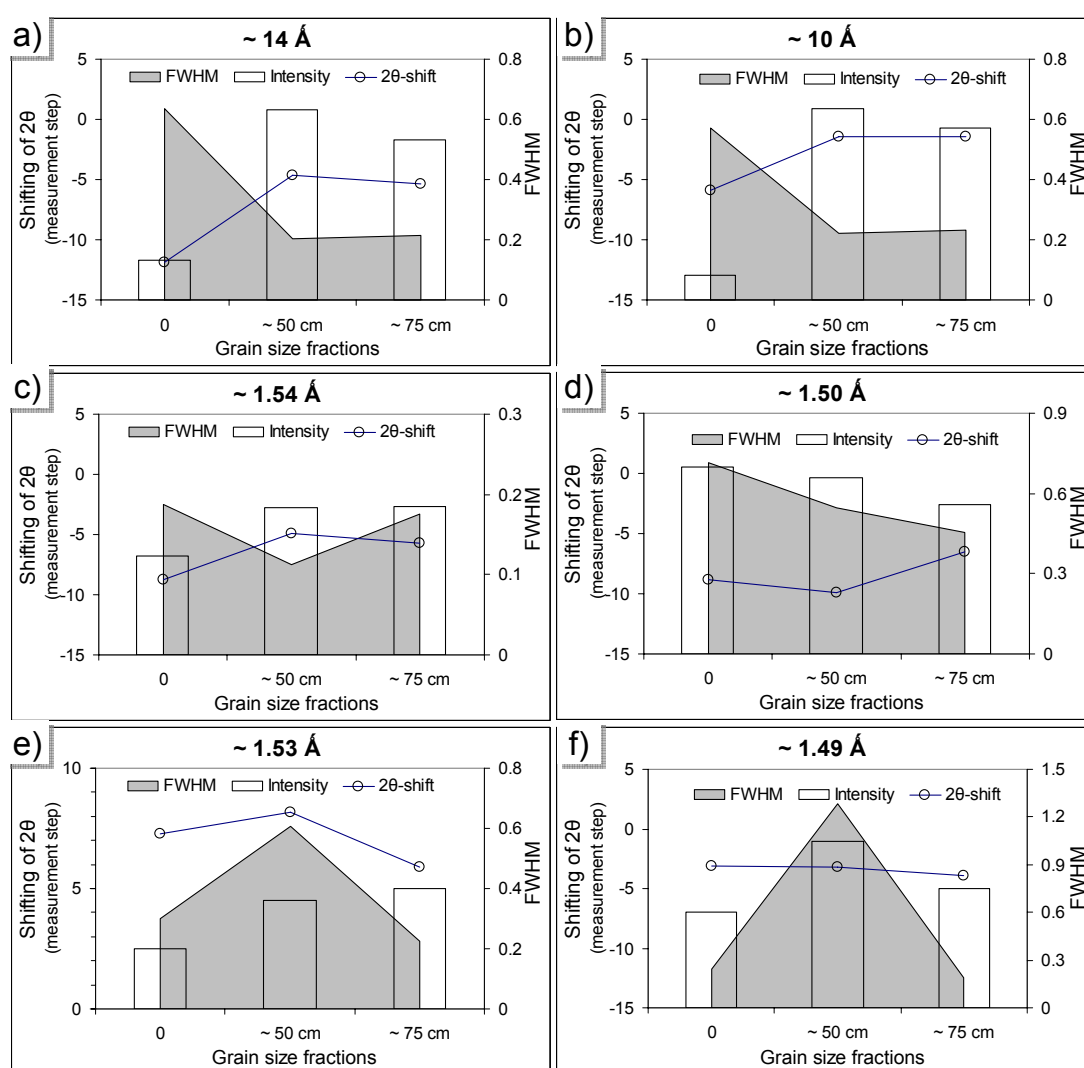 a)
~ 14 Ǻ
FWHM Intensity 2θ-shift
5
0
-5
-10
-15
0.8
0.6
0.4
0.2
0
Shifting of 2θ
(measurement step)
FWHM
0 ~ 50 cm ~ 75 cm
Grain size fractions
b)
~ 10 Ǻ
FWHM Intensity 2θ-shift
5
0
-5
-10
-15
0.8
0.6
0.4
0.2
0
Shifting of 2θ
(measurement step)
FWHM
0 ~ 50 cm ~ 75 cm
Grain size fractions
c)
~ 1.54 Ǻ
FWHM Intensity 2θ-shift
5
0
-5
-10
-15
0.3
0.2
0.1
0
Shifting of 2θ
(measurement step)
FWHM
0 ~ 50 cm ~ 75 cm
Grain size fractions
d)
~ 1.50 Ǻ
FWHM Intensity 2θ-shift
5
0
-5
-10
-15
0.9
0.6
0.3
0
Shifting of 2θ
(measurement step)
FWHM
0 ~ 50 cm ~ 75 cm
Grain size fractions
e)
~ 1.53 Ǻ
FWHM Intensity 2θ-shift
10
5
0
0.8
0.6
0.4
0.2
0
Shifting of 2θ
(measurement step)
FWHM
0 ~ 50 cm ~ 75 cm
Grain size fractions
f)
~ 1.49 Ǻ
FWHM Intensity 2θ-shift
5
0
-5
-10
-15
1.5
1.2
0.9
0.6
0.3
0
Shifting of 2θ
(measurement step)
FWHM
0 ~ 50 cm ~ 75 cm
Grain size fractions